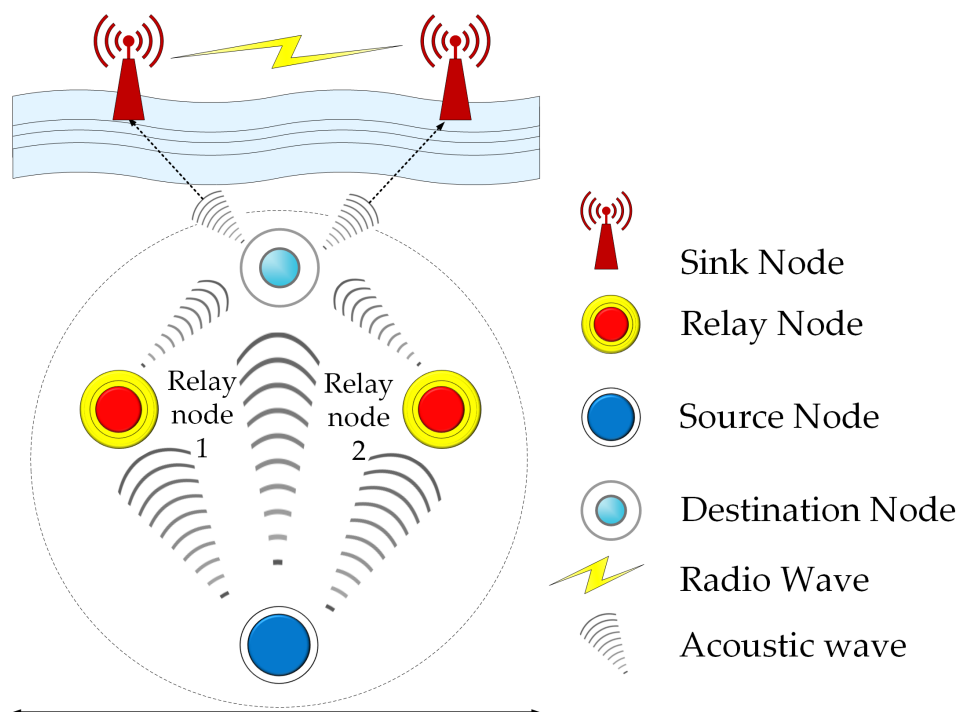 Relay
node
1
Relay
node
2
Sink Node
Relay Node
Source Node
Destination Node
Radio Wave
Acoustic wave